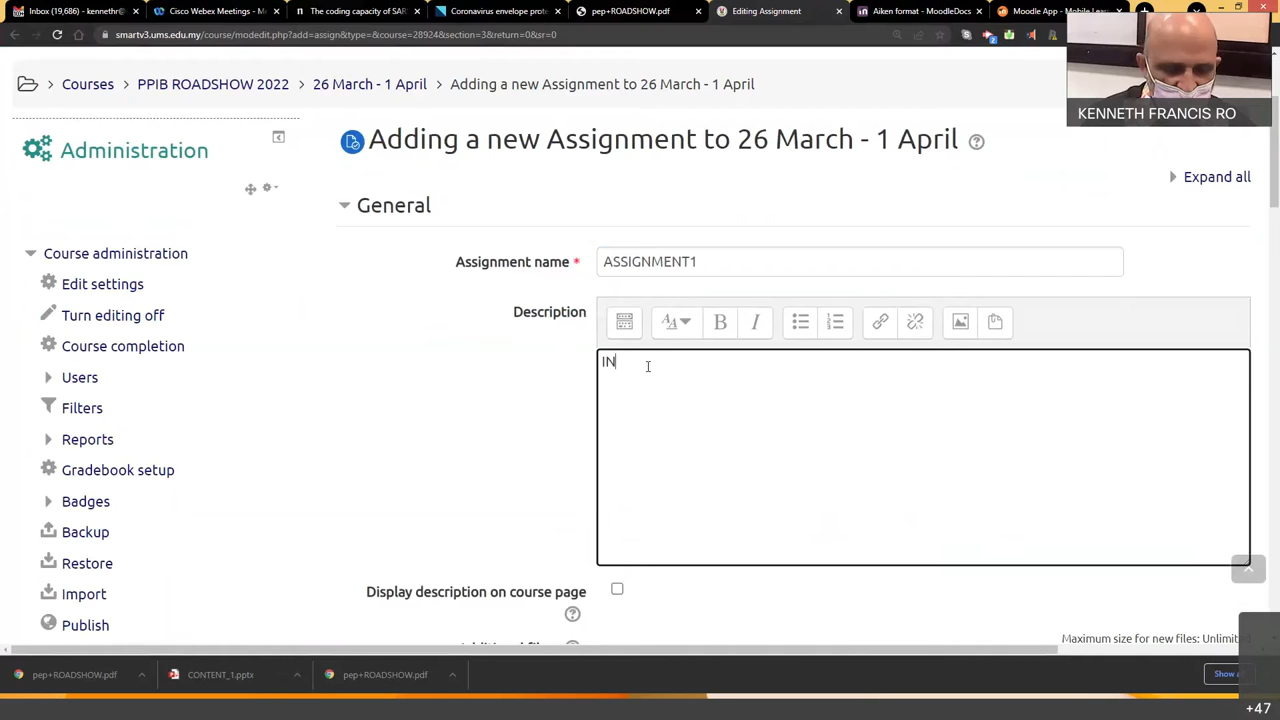 Inbox (19,686) - kennethr@
Cisco Webex Meetings - Me
The coding capacity of SAR
Coronavirus envelope prote
pep+ROADSHOW.pdf
Editing Assignment
Aiken format - MoodleDocs
Moodle App - Mobile Lea
smartv3.ums.edu.my/course/modedit.php?add=assign&type=&course=28924&section=3&return=0&sr=0
Courses
PPIB ROADSHOW 2022
26 March - 1 April
Adding a new Assignment to 26 March - 1 April
KENNETH FRANCIS RO
Administration
Adding a new Assignment to 26 March - 1 April
Expand all
General
Course administration
Edit settings
Turn editing off
Course completion
Users
Filters
Reports
Gradebook setup
Badges
Backup
Restore
Import
Publish
Assignment name *
ASSIGNMENT1
Description
IN
Display description on course page
Maximum size for new files: Unlimit
pep+ROADSHOW.pdf
CONTENT_1.pptx
pep+ROADSHOW.pdf
Show a
+47